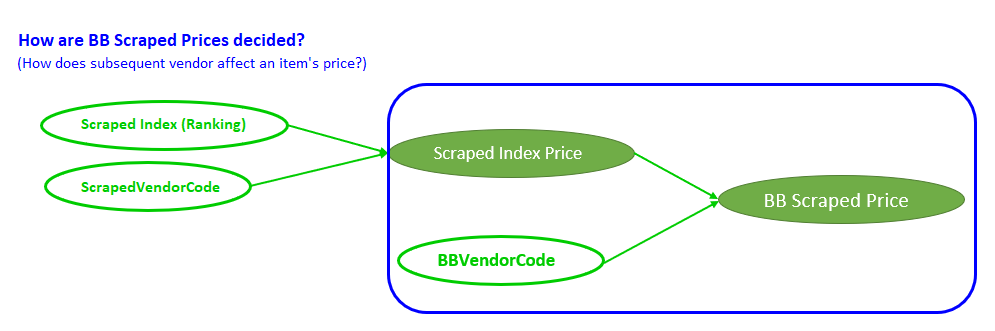 How are BB Scraped Prices decided?
(How does subsequent vendor affect an item's price?)
Scraped Index (Ranking)
ScrapedVendorCode
Scraped Index Price
BBVendorCode
BB Scraped Price